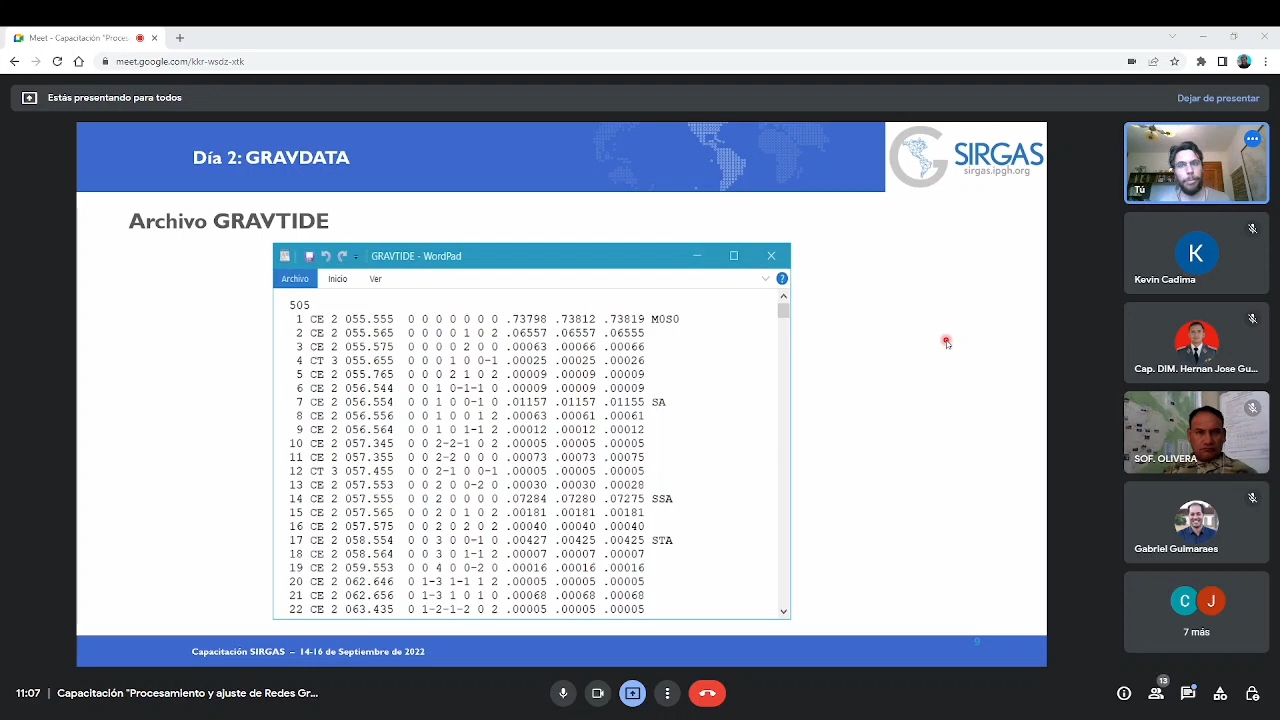 Meet - Capacitación "Proces
meet.google.com/kkr-wsdz-xtk
Estás presentando para todos
Dejar de presentar
Día 2: GRAVDATA
SIRGAS
sirgas.ipgh.org
Archivo GRAVTIDE
GRAVTIDE - WordPad
Archivo Inicio Ver
505
1 CE 2 055.555 0 0 0 0 0 0 0 .73798 .73812 .73819 M0S0
2 CE 2 055.565 0 0 0 0 1 0 2 .06557 .06557 .06555
3 CE 2 055.575 0 0 0 0 2 0 0 .00063 .00066 .00066
4 CT 3 055.655 0 0 0 1 0 0-1 .00025 .00025 .00026
5 CE 2 055.765 0 0 0 2 1 0 2 .00009 .00009 .00009
6 CE 2 056.544 0 0 1 0-1-1 0 .00009 .00009 .00009
7 CE 2 056.554 0 0 1 0 0-1 0 .01157 .01157 .01155 SA
8 CE 2 056.556 0 0 1 0 0 1 2 .00063 .00061 .00061
9 CE 2 056.564 0 0 1 0 1-1 2 .00012 .00012 .00012
10 CE 2 057.345 0 0 2-2-1 0 2 .00005 .00005 .00005
11 CE 2 057.355 0 0 2-2 0 0 0 .00073 .00073 .00075
12 CT 3 057.455 0 0 2-1 0 0-1 .00005 .00005 .00005
13 CE 2 057.553 0 0 2 0 0-2 0 .00030 .00030 .00028
14 CE 2 057.555 0 0 2 0 0 0 0 .07284 .07280 .07275 SSA
15 CE 2 057.565 0 0 2 0 1 0 2 .00181 .00181 .00181
16 CE 2 057.575 0 0 2 0 2 0 2 .00040 .00040 .00040
17 CE 2 058.554 0 0 3 0 0-1 0 .00427 .00425 .00425 STA
18 CE 2 058.564 0 0 3 0 1-1 2 .00007 .00007 .00007
19 CE 2 059.553 0 0 4 0 0-2 0 .00016 .00016 .00016
20 CE 2 062.646 0 1-3 1-1 1 2 .00005 .00005 .00005
21 CE 2 062.656 0 1-3 1 0 1 2 .00068 .00068 .00068
22 CE 2 063.435 0 1-2-1-2 0 2 .00005 .00005 .00005
9
Capacitación SIRGAS – 14-16 de Septiembre de 2022
Tú
K
Kevin Cadima
Cap. DIM. Hernan Jose Gu...
SOF. OLIVERA
Gabriel Guimaraes
C J
7 más
11:07 | Capacitación "Procesamiento y ajuste de Redes Gr...
13